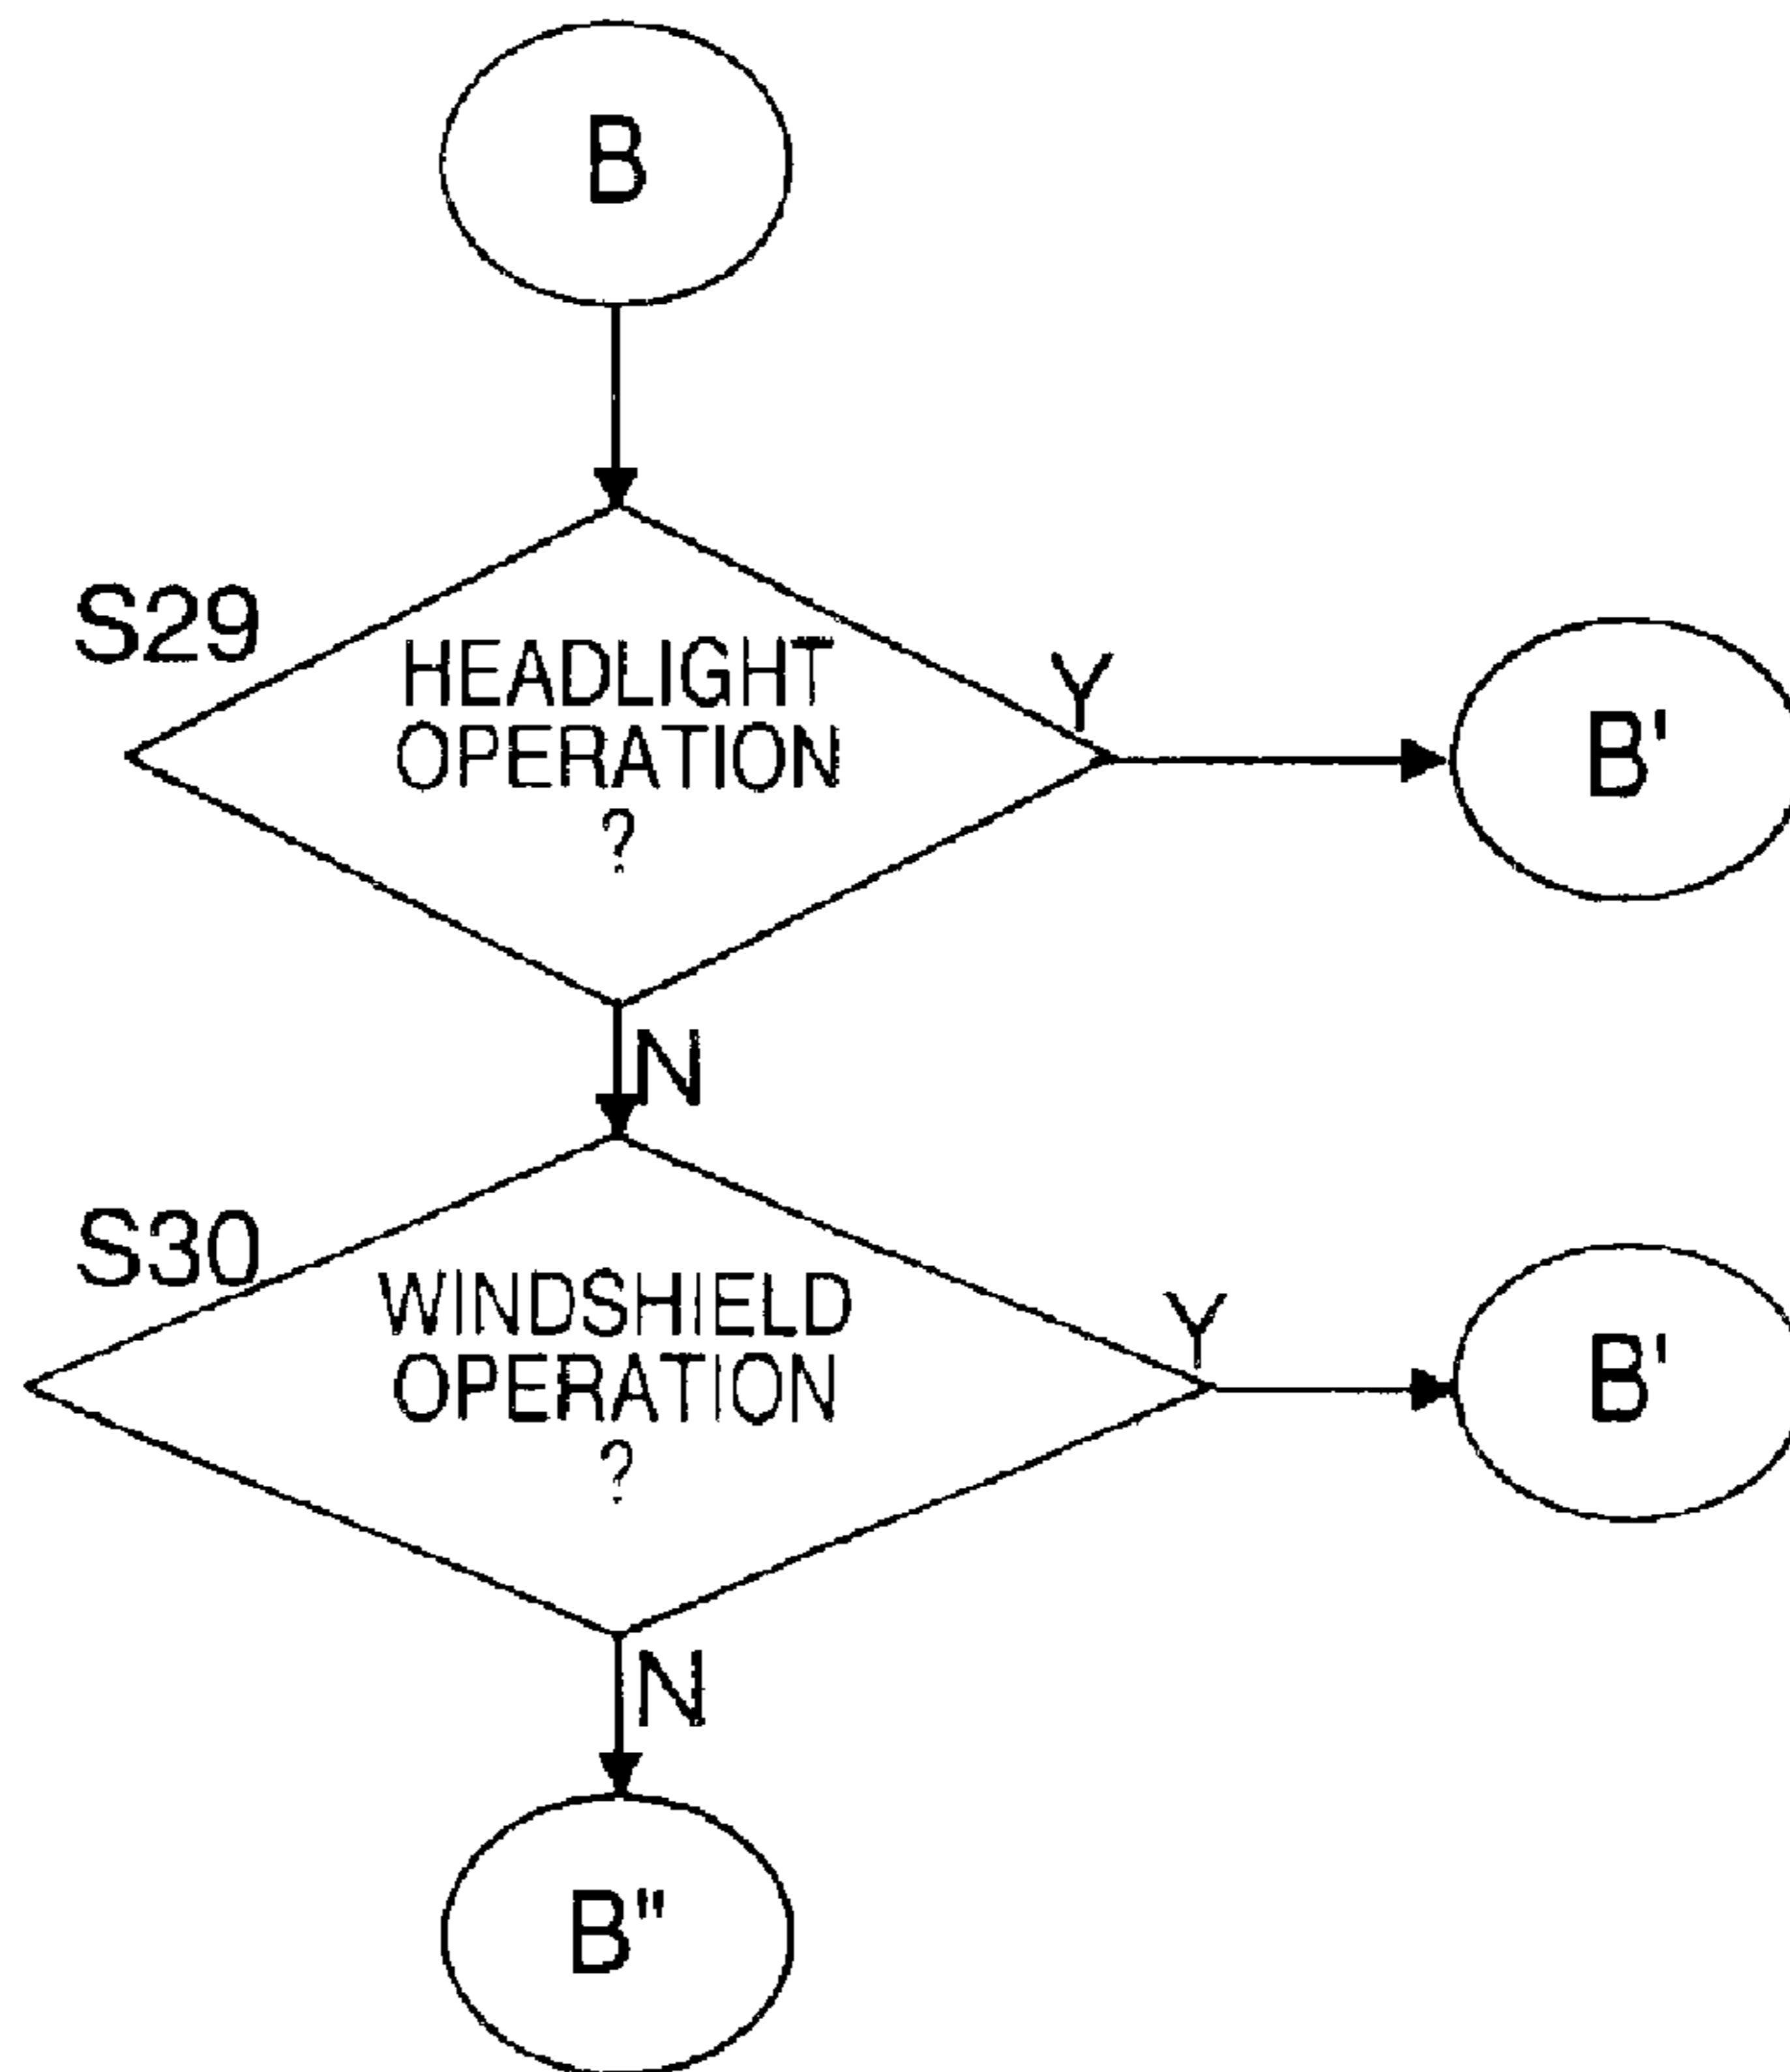 B
S29
HEADLIGHT
OPERATION
?
Y
B'
N
S30
WINDSHIELD
OPERATION
?
Y
B'
N
B"